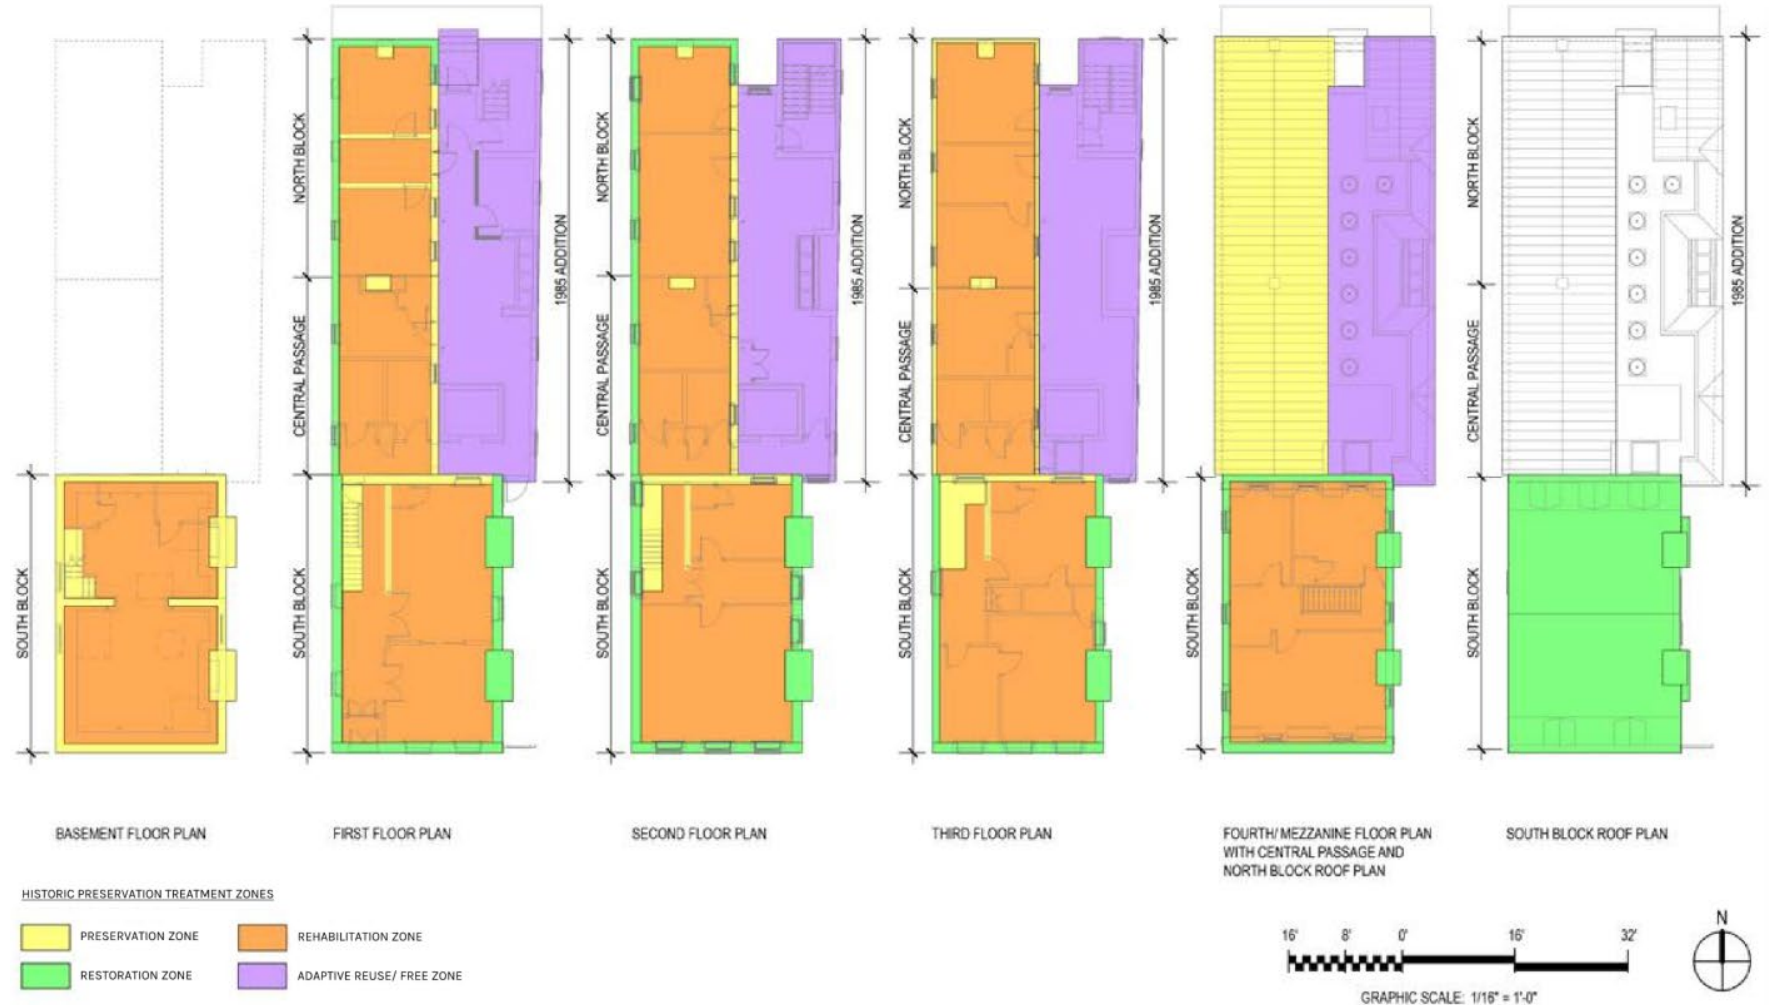 NORTH BLOCK
CENTRAL PASSAGE
SOUTH BLOCK
1985 ADDITION
NORTH BLOCK
CENTRAL PASSAGE
SOUTH BLOCK
1985 ADDITION
NORTH BLOCK
CENTRAL PASSAGE
SOUTH BLOCK
1985 ADDITION
SOUTH BLOCK
SOUTH BLOCK
NORTH BLOCK
CENTRAL PASSAGE
SOUTH BLOCK
1985 ADDITION
BASEMENT FLOOR PLAN
FIRST FLOOR PLAN
SECOND FLOOR PLAN
THIRD FLOOR PLAN
FOURTH/ MEZZANINE FLOOR PLAN
WITH CENTRAL PASSAGE AND
NORTH BLOCK ROOF PLAN
SOUTH BLOCK ROOF PLAN
HISTORIC PRESERVATION TREATMENT ZONES
PRESERVATION ZONE
REHABILITATION ZONE
RESTORATION ZONE
ADAPTIVE REUSE/ FREE ZONE
16' 8' 0' 16' 32'
GRAPHIC SCALE: 1/16" = 1'-0"
N